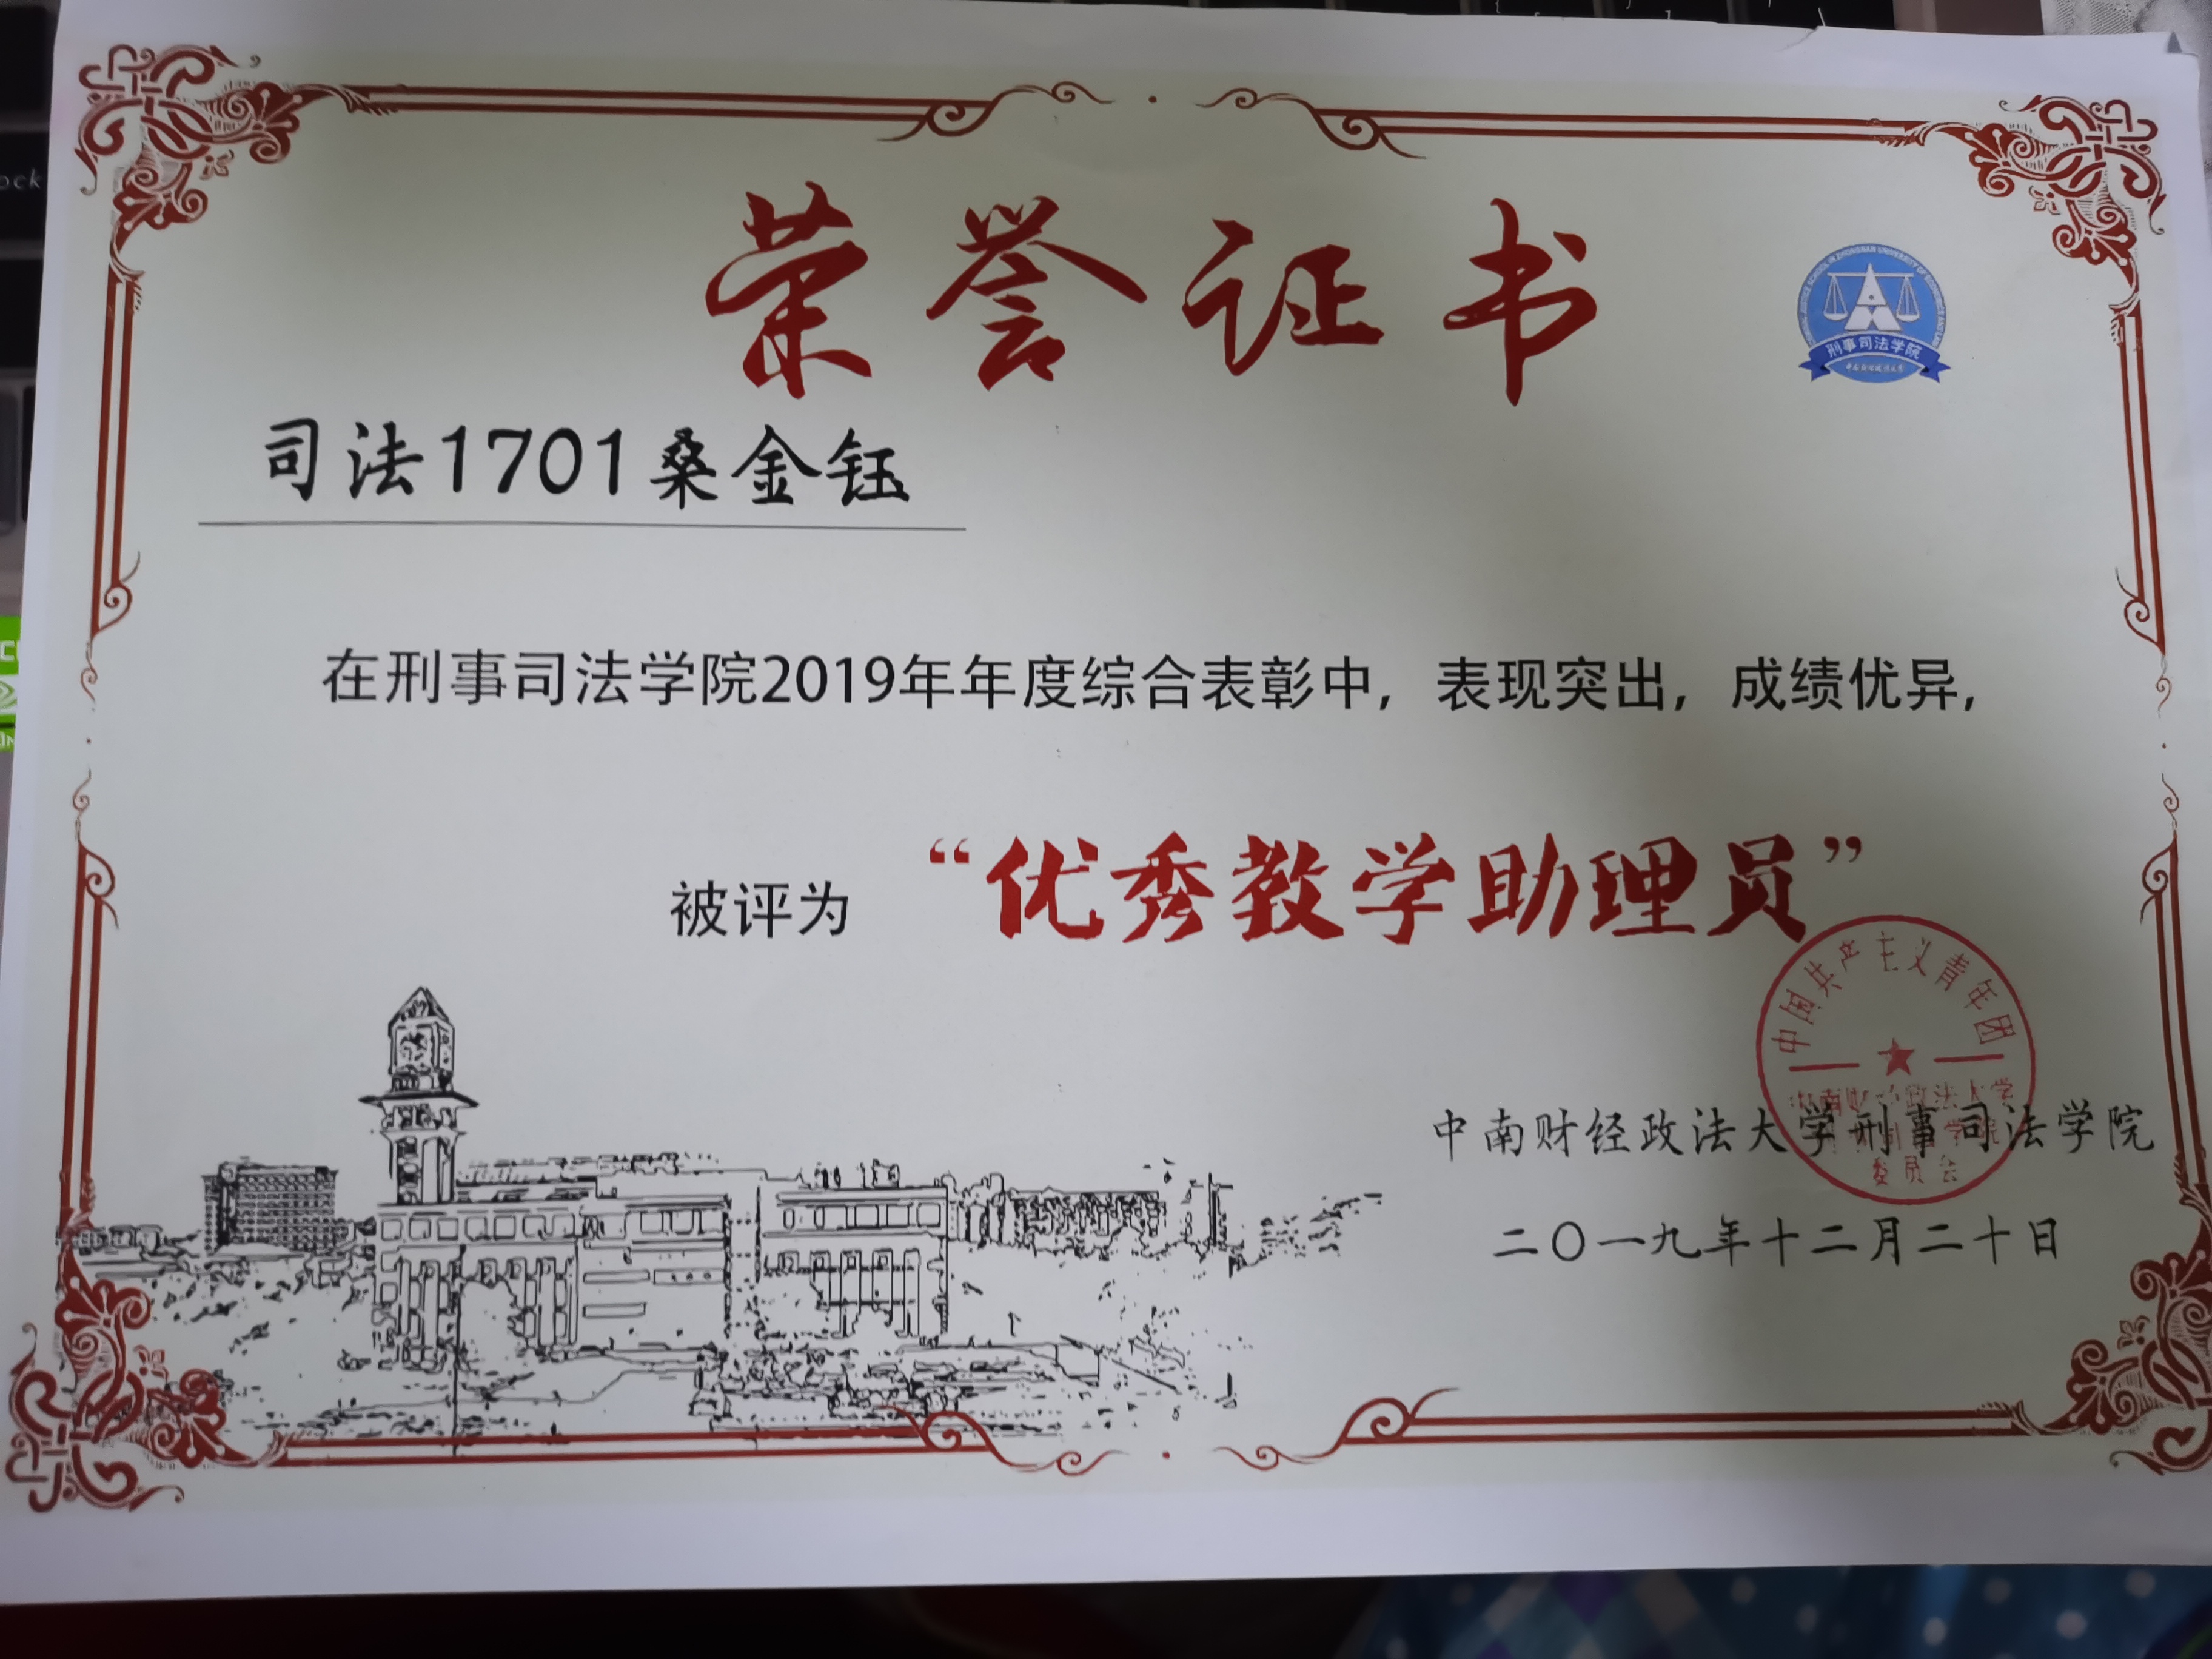 荣誉证书
刑事司法学院
中南财经政法大学
司法1701桑金钰
在刑事司法学院2019年年度综合表彰中，表现突出，成绩优异，
被评为 “优秀教学助理员”
中国共产主义青年团
委员会
中南财经政法大学刑事司法学院
二〇一九年十二月二十日